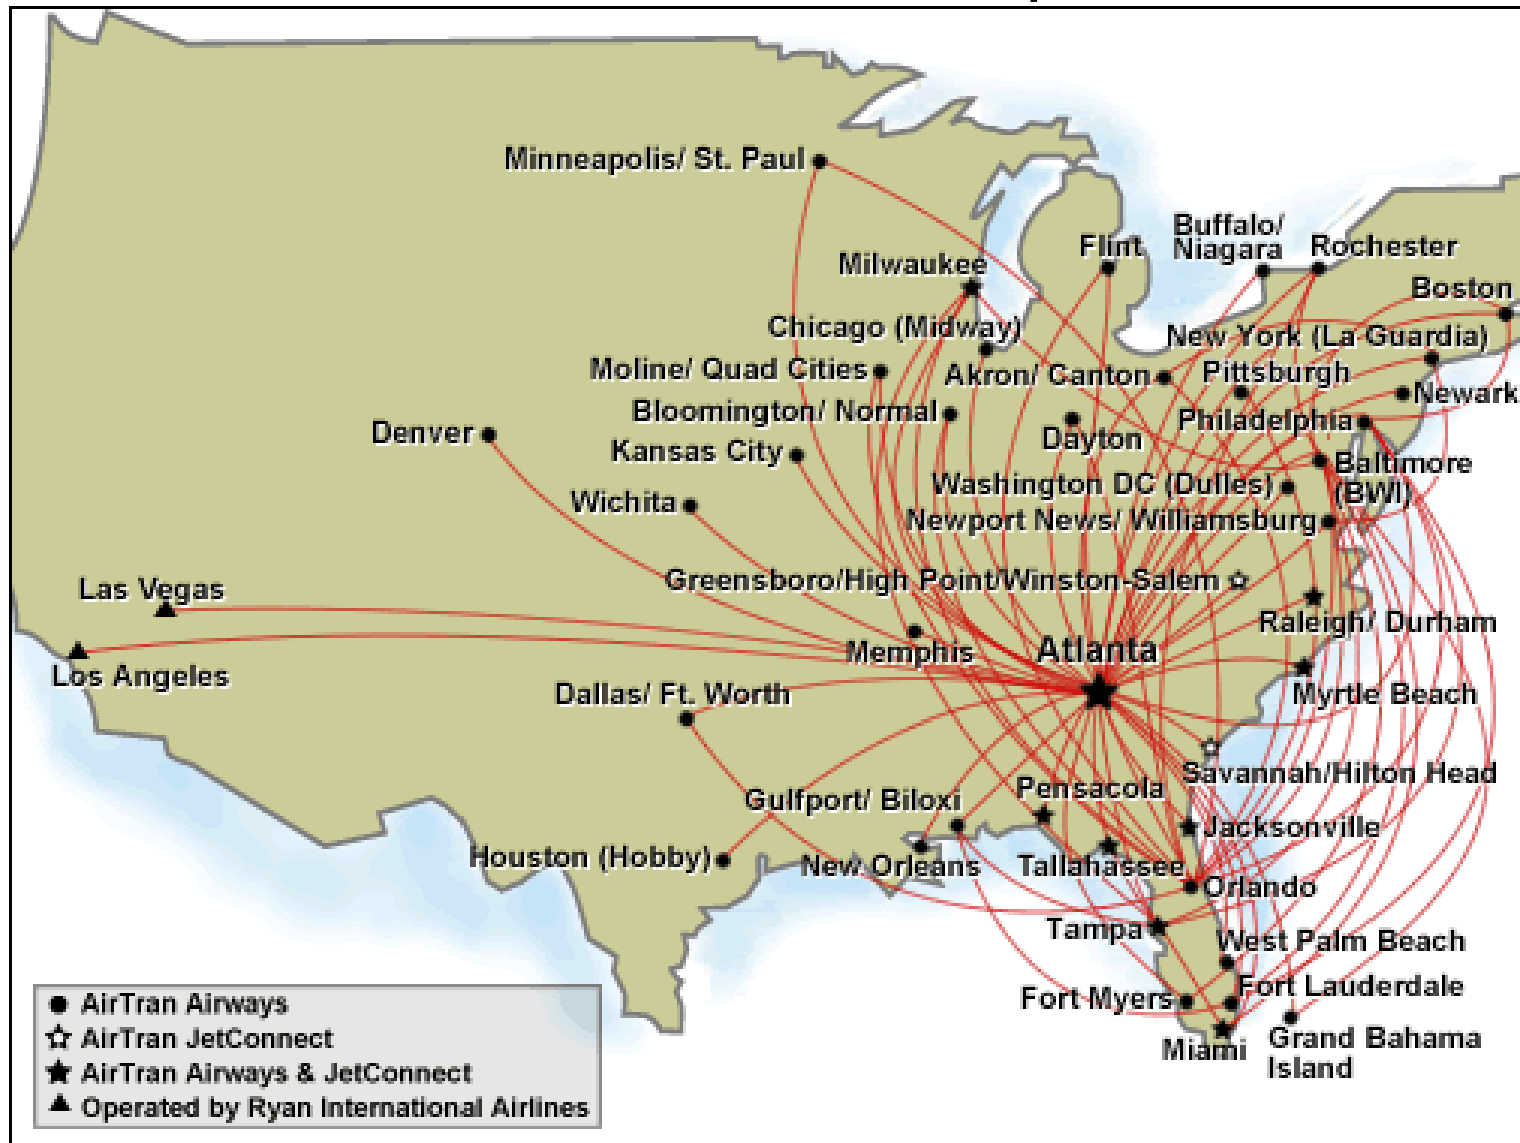 Minneapolis/ St. Paul
Buffalo/
Niagara
Flint
Rochester
Milwaukee
Boston
Chicago (Midway)
New York (La Guardia)
Moline/ Quad Cities
Akron/ Canton
Pittsburgh
Newark
Bloomington/ Normal
Philadelphia
Denver
Dayton
Kansas City
Baltimore
(BWI)
Washington DC (Dulles)
Wichita
Newport News/ Williamsburg
Greensboro/High Point/Winston-Salem
Las Vegas
Raleigh/ Durham
Memphis
Atlanta
Los Angeles
Dallas/ Ft. Worth
Myrtle Beach
Savannah/Hilton Head
Pensacola
Gulfport/ Biloxi
Jacksonville
Houston (Hobby)
New Orleans
Tallahassee
Orlando
Tampa
West Palm Beach
Fort Myers
Fort Lauderdale
Miami
Grand Bahama
Island
AirTran Airways
AirTran JetConnect
AirTran Airways & JetConnect
Operated by Ryan International Airlines